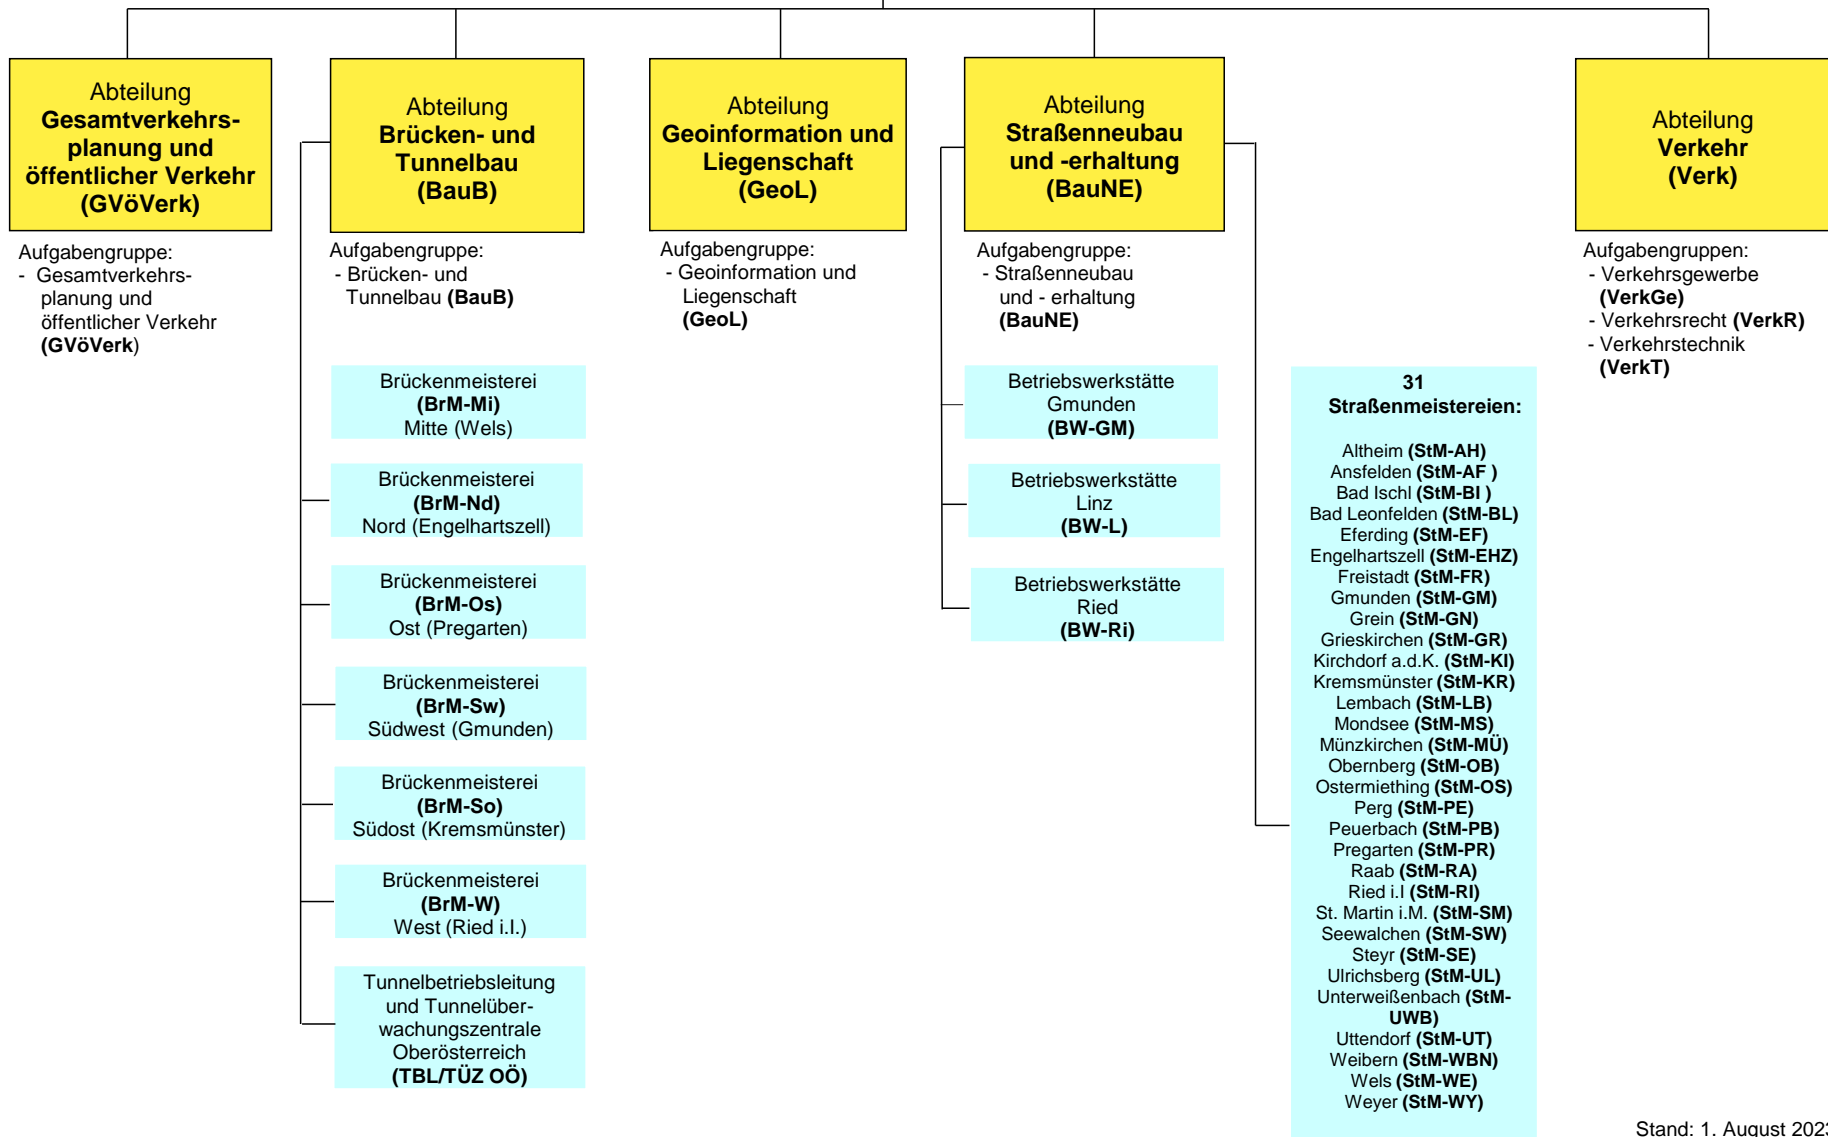 Abteilung
Gesamtverkehrs-
planung und
öffentlicher Verkehr
(GVöVerk)
Aufgabengruppe:
- Gesamtverkehrs-
planung und
öffentlicher Verkehr
(GVöVerk)
Abteilung
Brücken- und
Tunnelbau
(BauB)
Aufgabengruppe:
- Brücken- und
Tunnelbau (BauB)
Brückenmeisterei
(BrM-Mi)
Mitte (Wels)
Brückenmeisterei
(BrM-Nd)
Nord (Engelhartszell)
Brückenmeisterei
(BrM-Os)
Ost (Pregarten)
Brückenmeisterei
(BrM-Sw)
Südwest (Gmunden)
Brückenmeisterei
(BrM-So)
Südost (Kremsmünster)
Brückenmeisterei
(BrM-W)
West (Ried i.I.)
Tunnelbetriebsleitung
und Tunnelüber-
wachungszentrale
Oberösterreich
(TBL/TÜZ OÖ)
Abteilung
Geoinformation und
Liegenschaft
(GeoL)
Aufgabengruppe:
- Geoinformation und
Liegenschaft
(GeoL)
Abteilung
Straßenneubau
und -erhaltung
(BauNE)
Aufgabengruppe:
- Straßenneubau
und - erhaltung
(BauNE)
Betriebswerkstätte
Gmunden
(BW-GM)
Betriebswerkstätte
Linz
(BW-L)
Betriebswerkstätte
Ried
(BW-Ri)
31
Straßenmeistereien:
Altheim (StM-AH)
Ansfelden (StM-AF )
Bad Ischl (StM-BI )
Bad Leonfelden (StM-BL)
Eferding (StM-EF)
Engelhartszell (StM-EHZ)
Freistadt (StM-FR)
Gmunden (StM-GM)
Grein (StM-GN)
Grieskirchen (StM-GR)
Kirchdorf a.d.K. (StM-KI)
Kremsmünster (StM-KR)
Lembach (StM-LB)
Mondsee (StM-MS)
Münzkirchen (StM-MÜ)
Obernberg (StM-OB)
Ostermiething (StM-OS)
Perg (StM-PE)
Peuerbach (StM-PB)
Pregarten (StM-PR)
Raab (StM-RA)
Ried i.I (StM-RI)
St. Martin i.M. (StM-SM)
Seewalchen (StM-SW)
Steyr (StM-SE)
Ulrichsberg (StM-UL)
Unterweißenbach (StM-
UWB)
Uttendorf (StM-UT)
Weibern (StM-WBN)
Wels (StM-WE)
Weyer (StM-WY)
Abteilung
Verkehr
(Verk)
Aufgabengruppen:
- Verkehrsgewerbe
(VerkGe)
- Verkehrsrecht (VerkR)
- Verkehrstechnik
(VerkT)
Stand: 1. August 2023